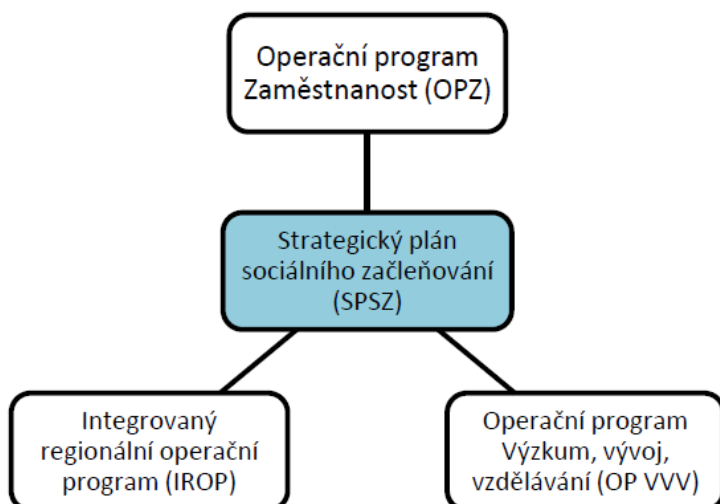 Operační program
Zaměstnanost (OPZ)
Strategický plán
sociálního začleňování
(SPSZ)
Integrovaný
regionální operační
program (IROP)
Operační program
Výzkum, vývoj,
vzdělávání (OP VVV)